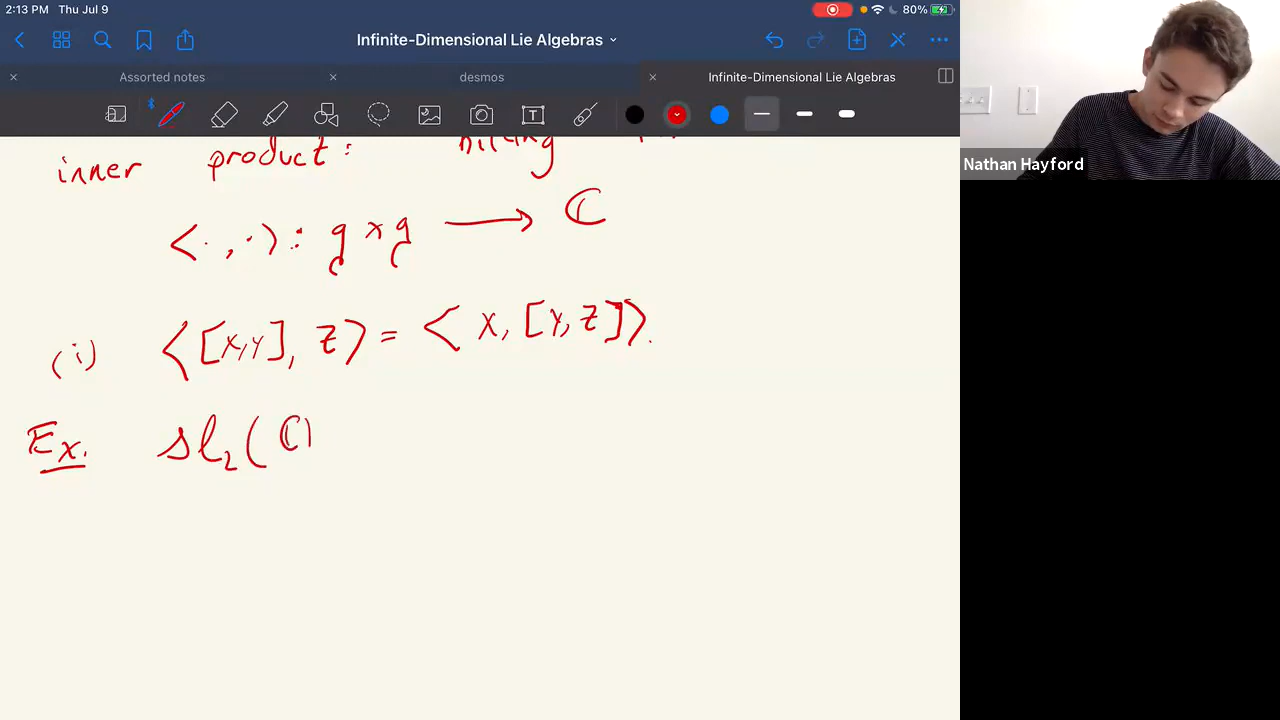 2:13 PM Thu Jul 9
80%
Infinite-Dimensional Lie Algebras
Assorted notes
desmos
Infinite-Dimensional Lie Algebras
T
inner product: killing
<·,·>: g × g → ℂ
(i) <[x,y], z> = <x, [y,z]>.
Ex. sl₂(ℂ)
Nathan Hayford